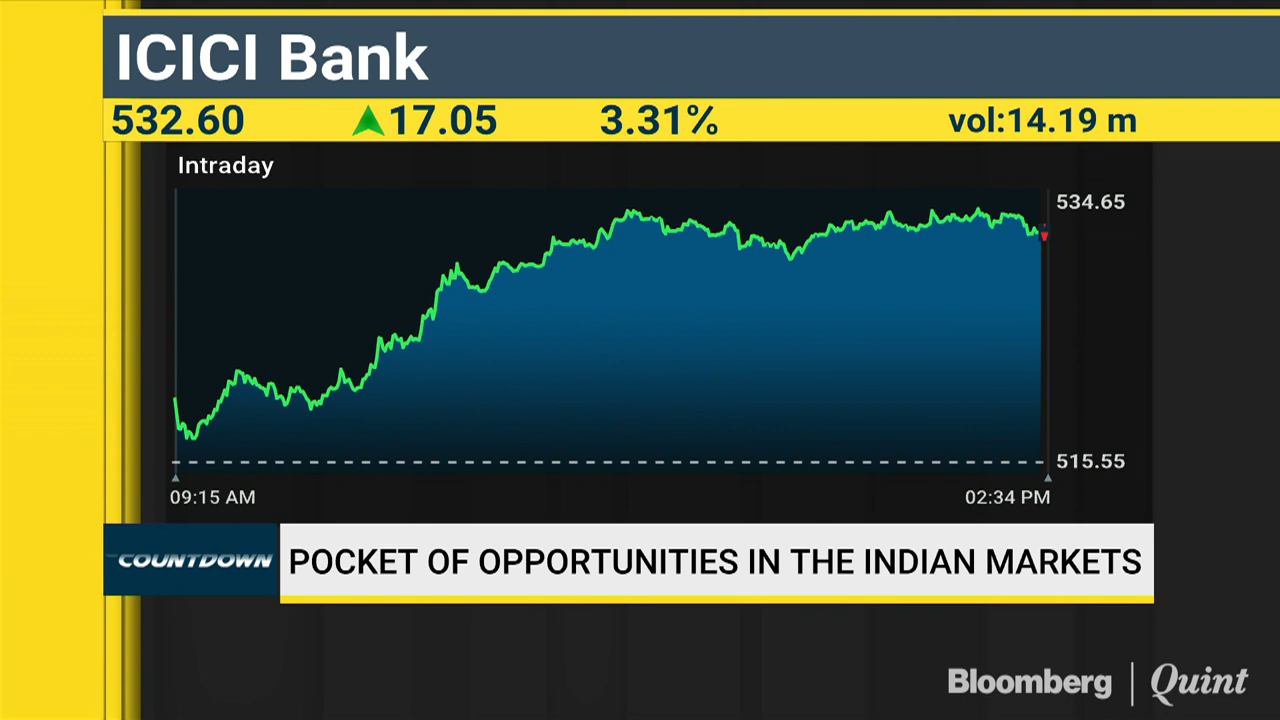 ICICI Bank
532.60 17.05 3.31% vol:14.19 m
Intraday
534.65
515.55
09:15 AM 02:34 PM
COUNTDOWN POCKET OF OPPORTUNITIES IN THE INDIAN MARKETS
Bloomberg | Quint